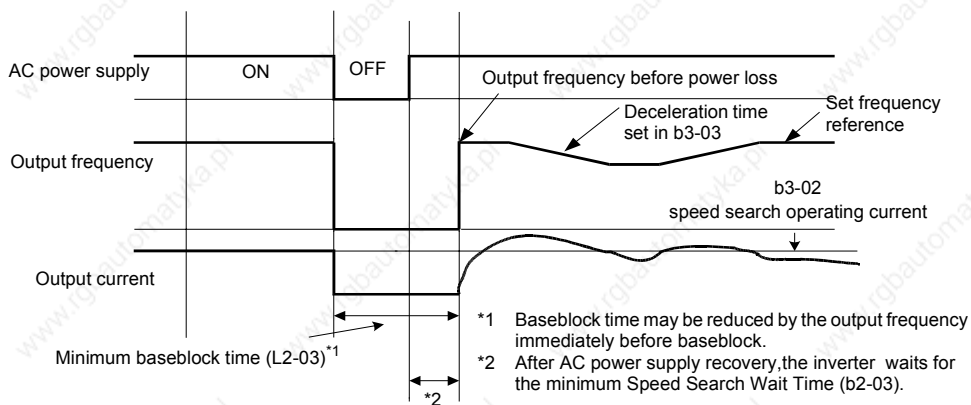 AC power supply
ON
OFF
Output frequency before power loss
Deceleration time
set in b3-03
Set frequency
reference
Output frequency
b3-02
speed search operating current
Output current
*1 Baseblock time may be reduced by the output frequency
immediately before baseblock.
Minimum baseblock time (L2-03)*1
*2 After AC power supply recovery,the inverter waits for
the minimum Speed Search Wait Time (b2-03).
*2
www.rgbautomatyka.pl